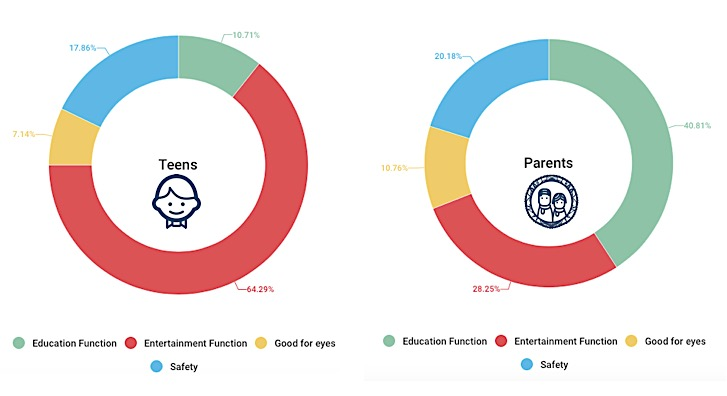 10.71%
17.86%
7.14%
64.29%
Teens
Education Function
Entertainment Function
Good for eyes
Safety
20.18%
40.81%
10.76%
28.25%
Parents
Education Function
Entertainment Function
Good for eyes
Safety